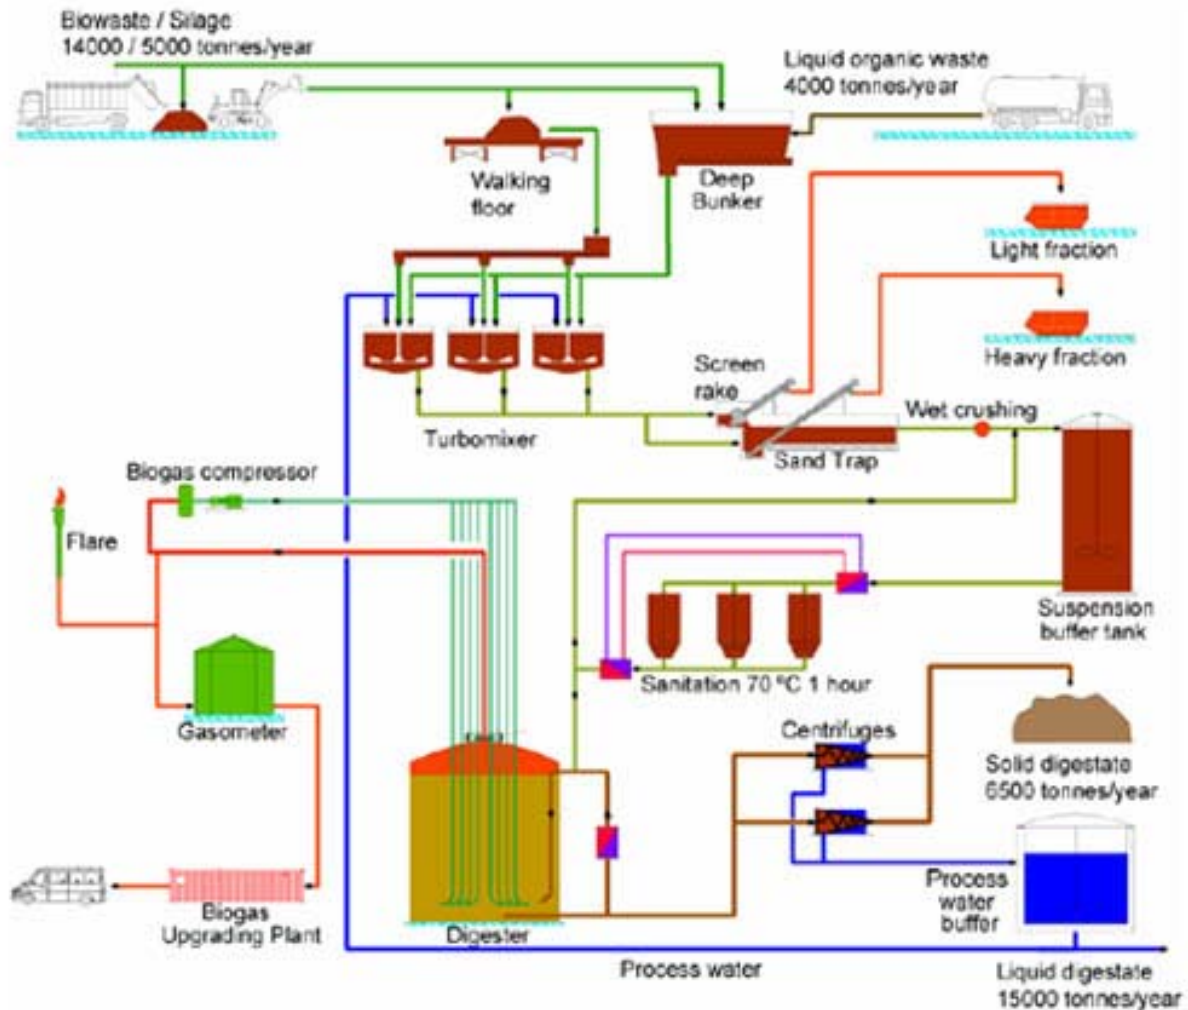 Biowaste / Silage
14000 / 5000 tonnes/year
Liquid organic waste
4000 tonnes/year
Walking
floor
Deep
Bunker
Light fraction
Heavy fraction
Screen
rake
Wet crushing
Turbomixer
Sand Trap
Biogas compressor
Flare
Suspension
buffer tank
Sanitation 70 ºC 1 hour
Gasometer
Centrifuges
Solid digestate
6500 tonnes/year
Process
water
buffer
Biogas
Upgrading Plant
Digester
Process water
Liquid digestate
15000 tonnes/year